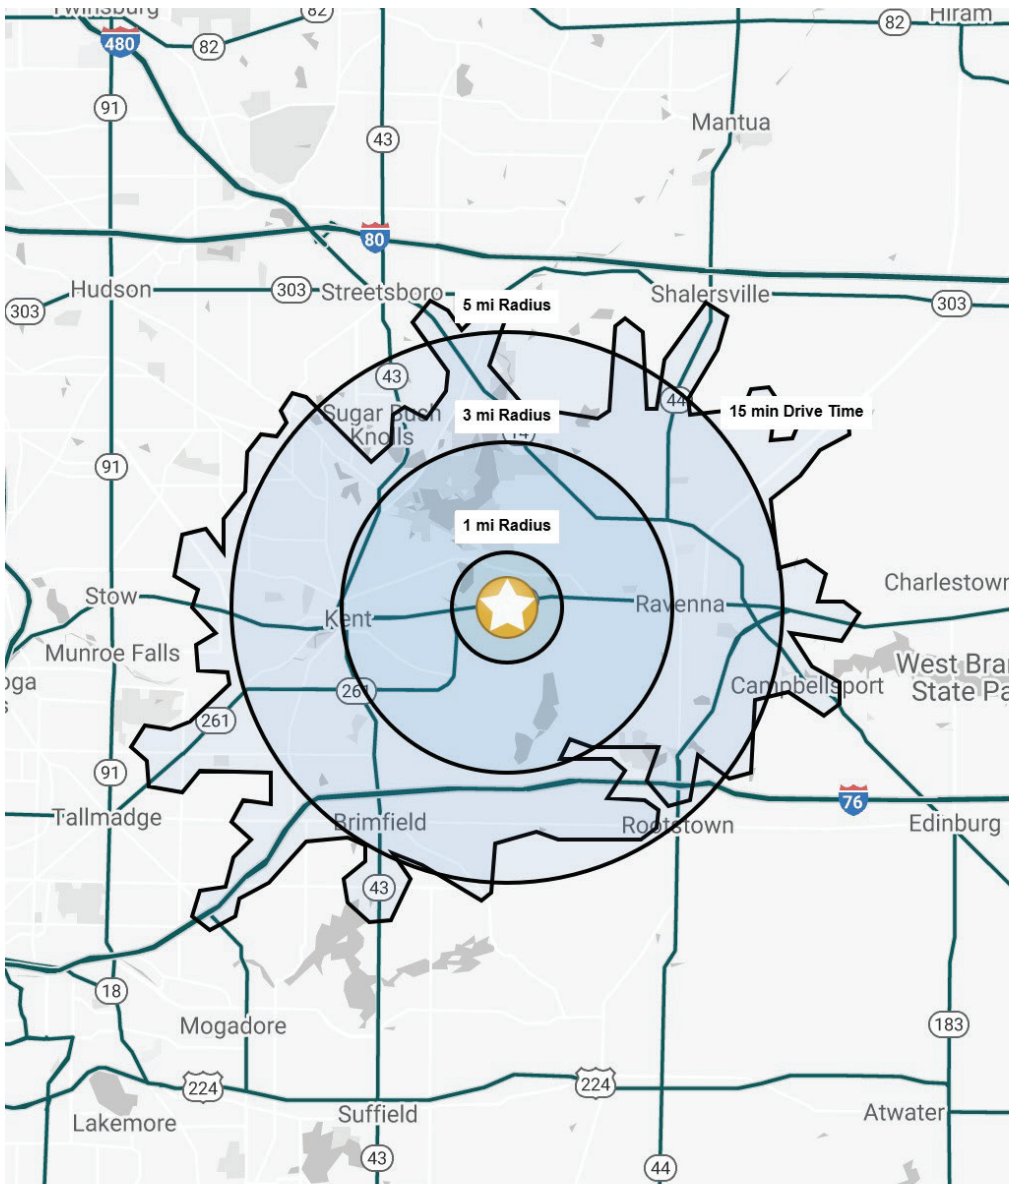 Twinsburg
82
82
Hiram
480
82
91
43
Mantua
80
Hudson
303
Streetsboro
Shalersville
303
303
5 mi Radius
43
44
Sugar Bush
Knolls
3 mi Radius
15 min Drive Time
14
91
1 mi Radius
Charlestown
Stow
Kent
Ravenna
Munroe Falls
West Bra
State Pa
oga
s
261
Campbellsport
261
91
76
Tallmadge
Brimfield
Rootstown
Edinburg
43
18
Mogadore
183
224
224
Lakemore
Suffield
Atwater
43
44